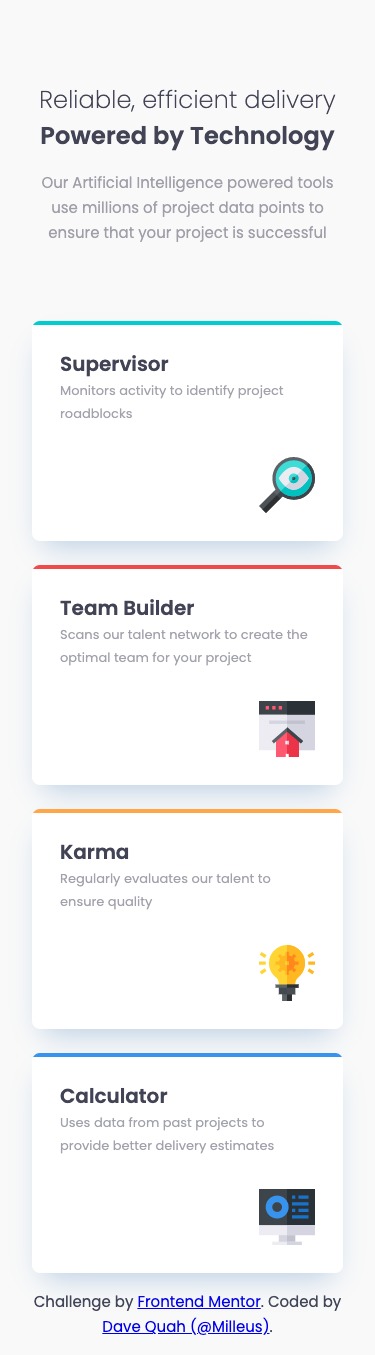 Reliable, efficient delivery
Powered by Technology
Our Artificial Intelligence powered tools
use millions of project data points to
ensure that your project is successful
Supervisor
Monitors activity to identify project
roadblocks
Team Builder
Scans our talent network to create the
optimal team for your project
Karma
Regularly evaluates our talent to
ensure quality
Calculator
Uses data from past projects to
provide better delivery estimates
Challenge by Frontend Mentor. Coded by
Dave Quah (@Milleus).